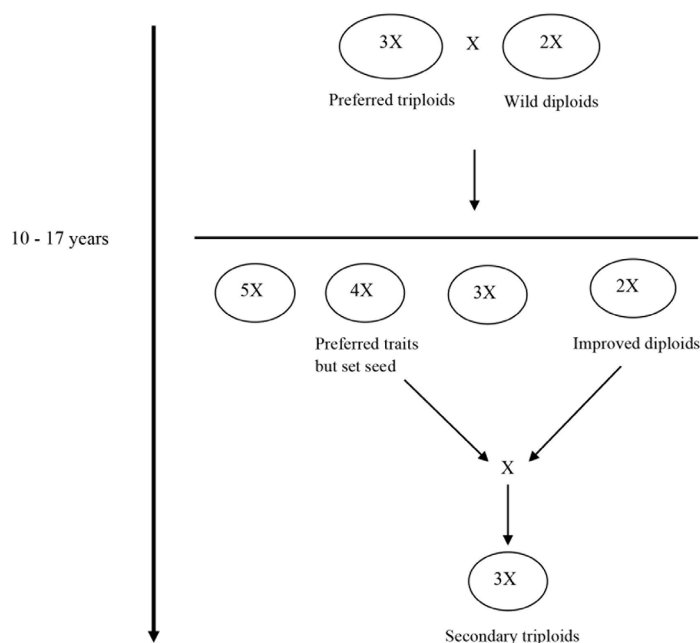 3X X 2X
Preferred triploids Wild diploids
10 - 17 years
5X 4X 3X 2X
Preferred traits Improved diploids
but set seed
X
3X
Secondary triploids